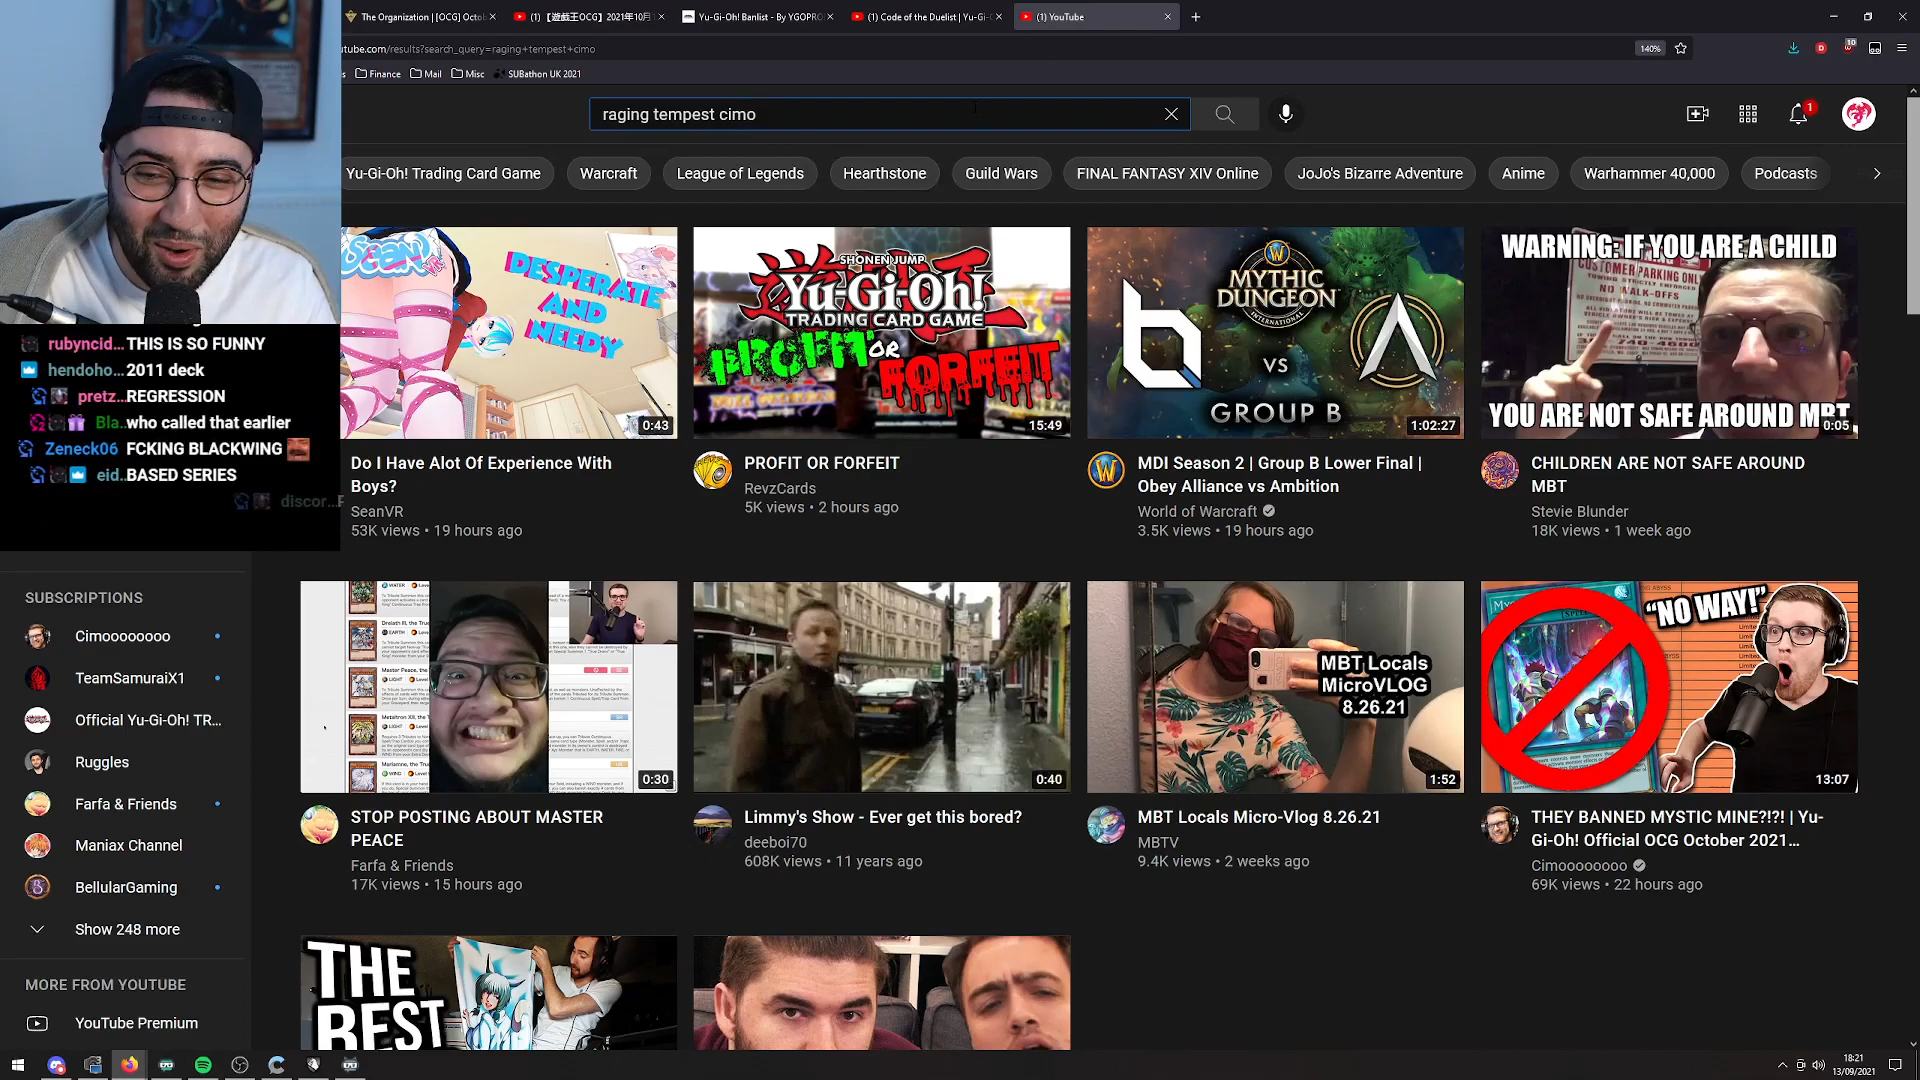 The Organization | [OCG] Octob
(1) 【遊戯王OCG】2021年10月1
Yu-Gi-Oh! Banlist - By YGOPRO
(1) Code of the Duelist | Yu-Gi-O
(1) YouTube
utube.com/results?search_query=raging+tempest+cimo
140%
10
Finance
Mail
Misc
SUBathon UK 2021
raging tempest cimo
1
Yu-Gi-Oh! Trading Card Game
Warcraft
League of Legends
Hearthstone
Guild Wars
FINAL FANTASY XIV Online
JoJo's Bizarre Adventure
Anime
Warhammer 40,000
Podcasts
rubyncid...THIS IS SO FUNNY
hendoho...2011 deck
pretz...REGRESSION
Bla..who called that earlier
Zeneck06 FCKING BLACKWING
eid..BASED SERIES
discor...F
SeanVR
DESPERATE
AND
NEEDY
0:43
SHONEN JUMP
Yu-Gi-Oh!
TRADING CARD GAME
PROFIT OR
FORFEIT
15:49
MYTHIC
DUNGEON
INTERNATIONAL
VS
GROUP B
1:02:27
WARNING: IF YOU ARE A CHILD
CUSTOMER PARKING ONLY
NO WALK-OFFS
YOU ARE NOT SAFE AROUND MBT
0:05
Do I Have Alot Of Experience With
Boys?
SeanVR
53K views • 19 hours ago
PROFIT OR FORFEIT
RevzCards
5K views • 2 hours ago
MDI Season 2 | Group B Lower Final |
Obey Alliance vs Ambition
World of Warcraft
3.5K views • 19 hours ago
CHILDREN ARE NOT SAFE AROUND
MBT
Stevie Blunder
18K views • 1 week ago
SUBSCRIPTIONS
Cimoooooooo
TeamSamuraiX1
Official Yu-Gi-Oh! TR...
Ruggles
Farfa & Friends
Maniax Channel
BellularGaming
Show 248 more
MORE FROM YOUTUBE
YouTube Premium
0:30
0:40
MBT Locals
MicroVLOG
8.26.21
1:52
"NO WAY!"
13:07
STOP POSTING ABOUT MASTER
PEACE
Farfa & Friends
17K views • 15 hours ago
Limmy's Show - Ever get this bored?
deeboi70
608K views • 11 years ago
MBT Locals Micro-Vlog 8.26.21
MBTV
9.4K views • 2 weeks ago
THEY BANNED MYSTIC MINE?!?! | Yu-
Gi-Oh! Official OCG October 2021...
Cimoooooooo
69K views • 22 hours ago
THE
BEST
18:21
13/09/2021